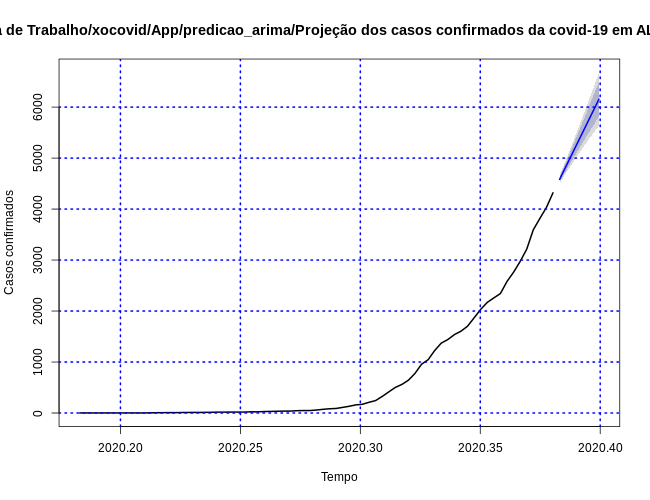 de Trabalho/xocovid/App/predicao_arima/Projeção dos casos confirmados da covid-19 em AL
Casos confirmados
6000
5000
4000
3000
2000
1000
0
2020.20 2020.25 2020.30 2020.35 2020.40
Tempo